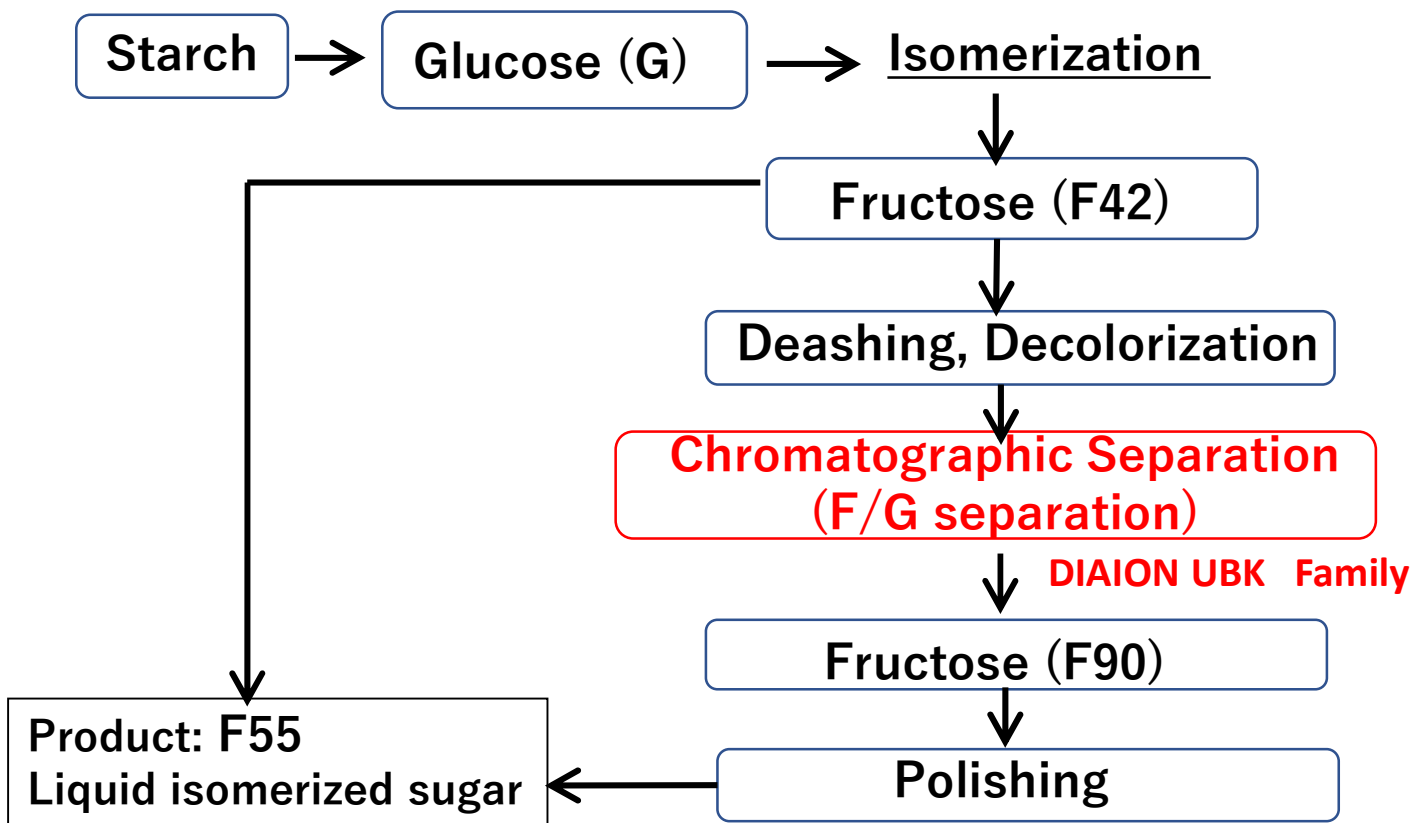 Starch
Glucose (G)
Isomerization
Fructose (F42)
Deashing, Decolorization
Chromatographic Separation
(F/G separation)
DIAION UBK Family
Fructose (F90)
Product: F55
Liquid isomerized sugar
Polishing